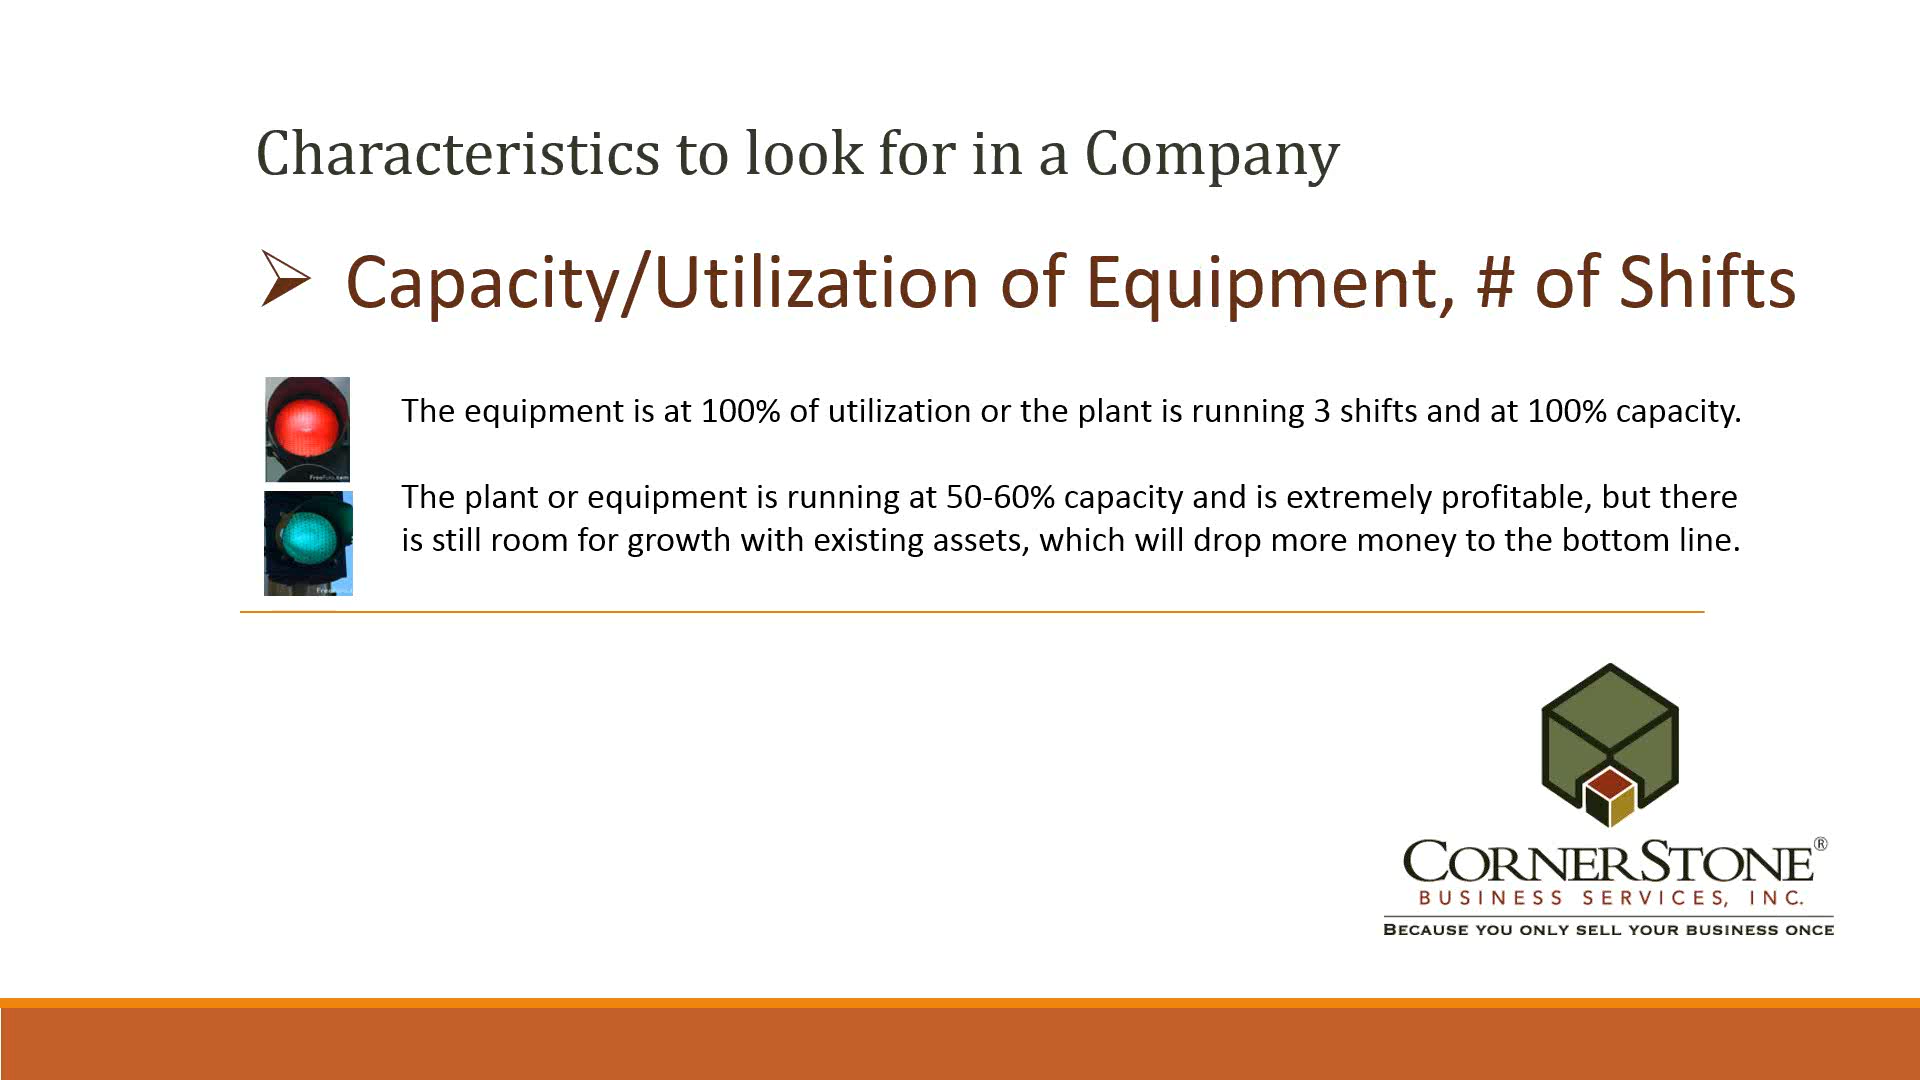 Characteristics to look for in a Company
➢ Capacity/Utilization of Equipment, # of Shifts
The equipment is at 100% of utilization or the plant is running 3 shifts and at 100% capacity.
FreeFoto.com
The plant or equipment is running at 50-60% capacity and is extremely profitable, but there
is still room for growth with existing assets, which will drop more money to the bottom line.
CORNERSTONE®
BUSINESS SERVICES, INC.
BECAUSE YOU ONLY SELL YOUR BUSINESS ONCE